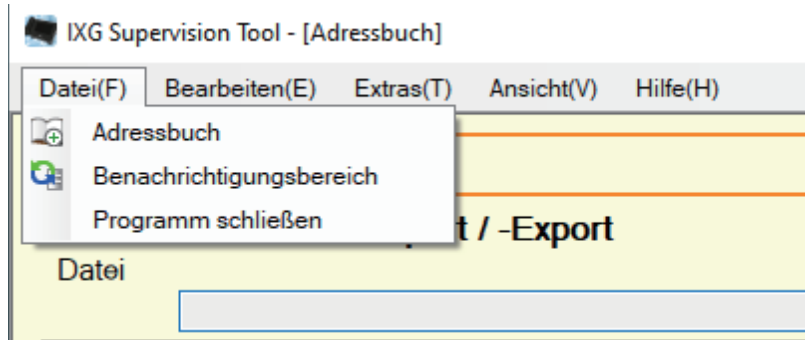 IXG Supervision Tool - [Adressbuch]
Datei(F) Bearbeiten(E) Extras(T) Ansicht(V) Hilfe(H)
Adressbuch
Benachrichtigungsbereich
Programm schließen
t / -Export
Datei